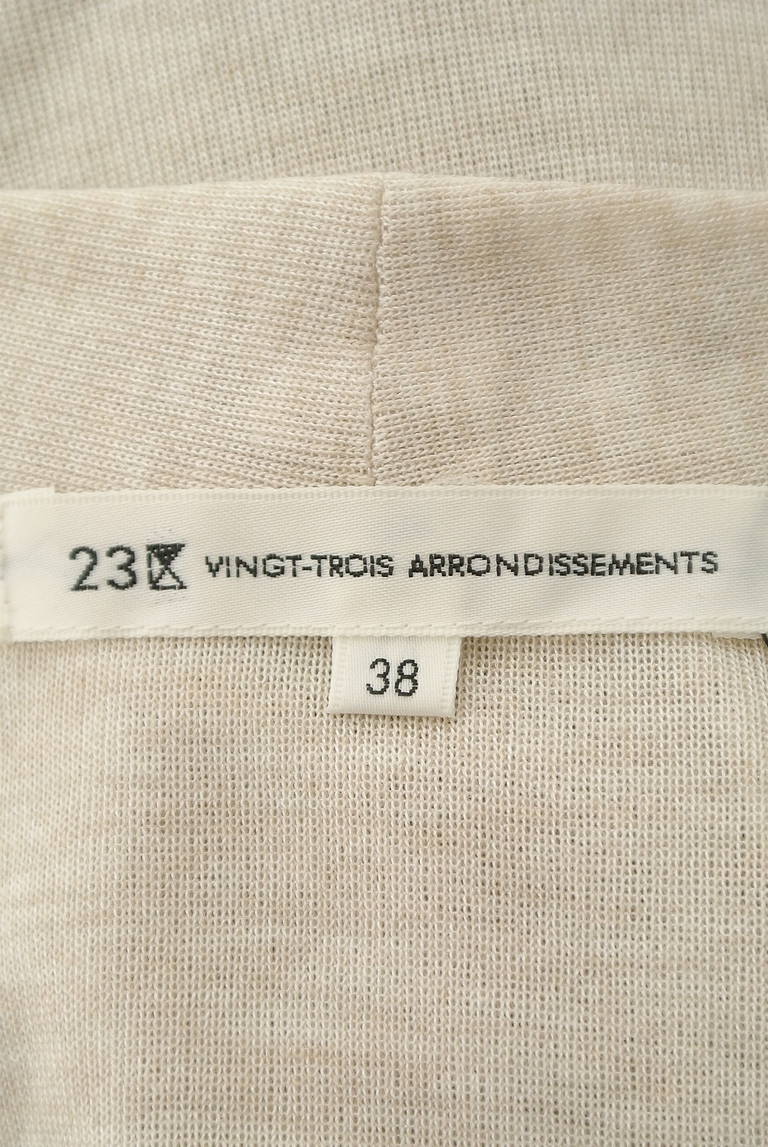 23区 VINGT-TROIS ARRONDISSEMENTS
38